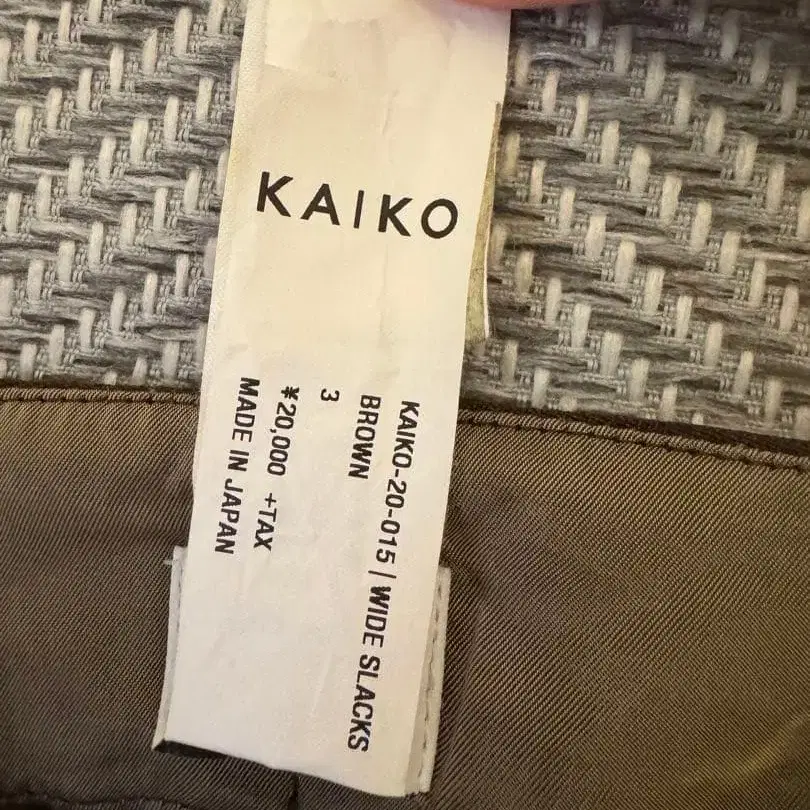 KAIKO
KAIKO-20-015 | WIDE SLACKS
BROWN
3
¥20,000 +TAX
MADE IN JAPAN